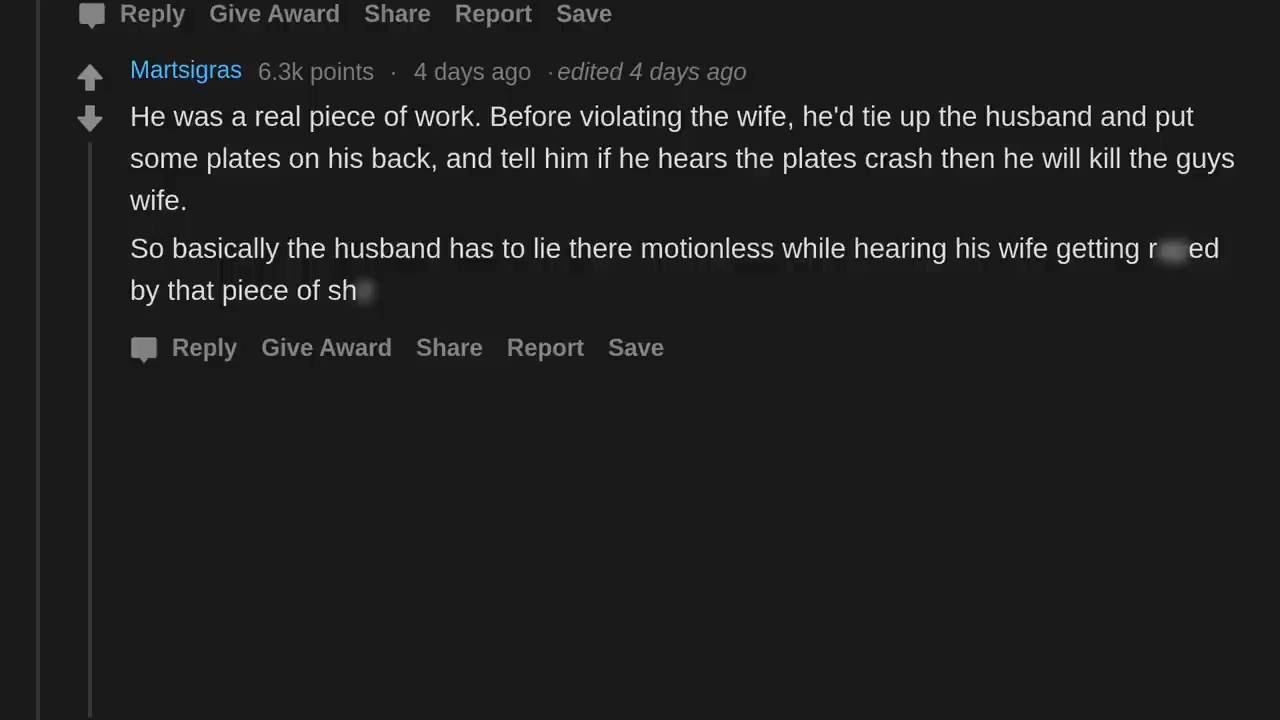 Reply Give Award Share Report Save
Martsigras 6.3k points · 4 days ago · edited 4 days ago
He was a real piece of work. Before violating the wife, he'd tie up the husband and put
some plates on his back, and tell him if he hears the plates crash then he will kill the guys
wife.
So basically the husband has to lie there motionless while hearing his wife getting
by that piece of
Reply Give Award Share Report Save